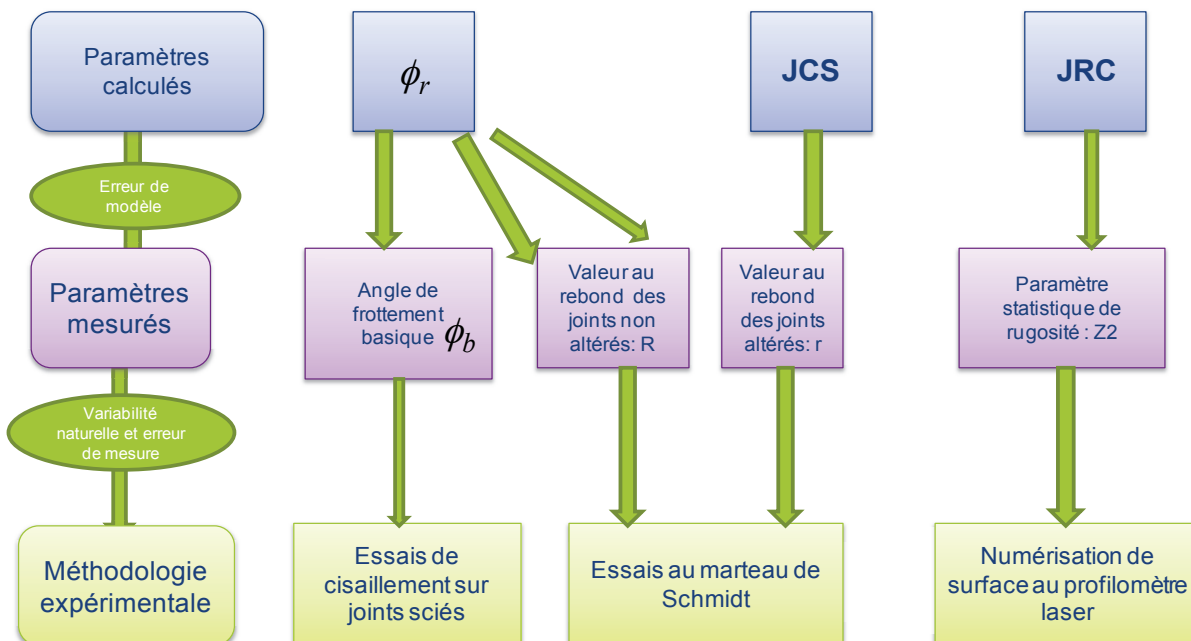 Paramètres
calculés
ϕr
JCS
JRC
Erreur de
modèle
Paramètres
mesurés
Angle de
frottement
basique ϕb
Valeur au
rebond des
joints non
altérés: R
Valeur au
rebond
des joints
altérés: r
Paramètre
statistique de
rugosité : Z2
Variabilité
naturelle et erreur
de mesure
Méthodologie
expérimentale
Essais de
cisaillement sur
joints sciés
Essais au marteau de
Schmidt
Numérisation de
surface au profilomètre
laser